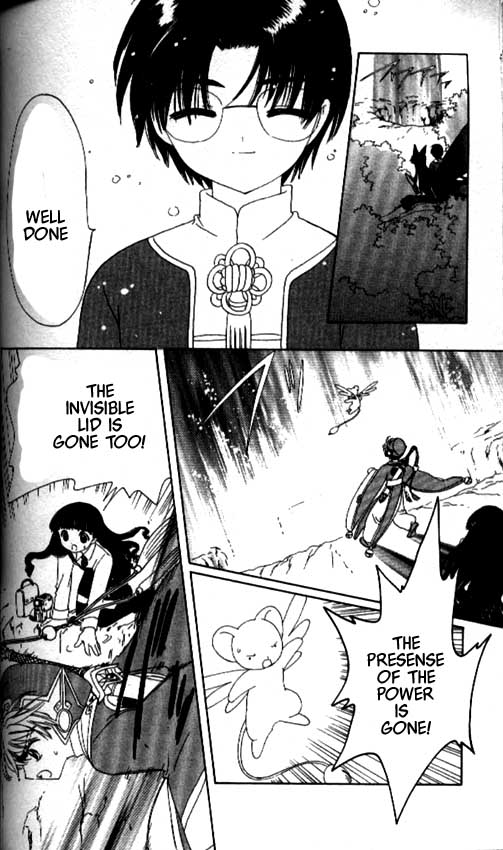 WELL
DONE
THE
PRESENSE
OF THE
POWER
IS
GONE!
THE
INVISIBLE
LID IS
GONE TOO!